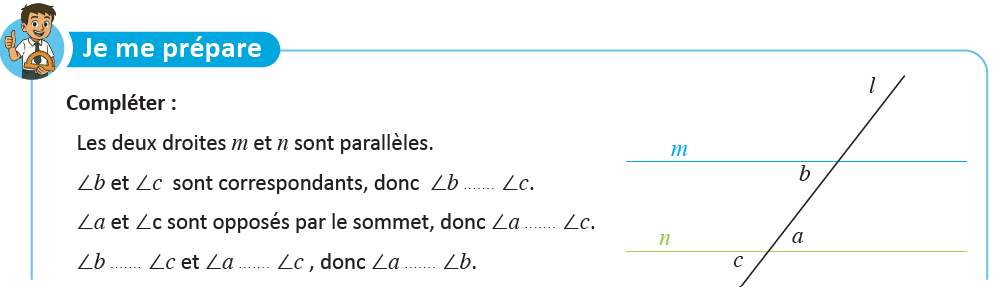 Je me prépare
Compléter :
Les deux droites m et n sont parallèles.
∠b et ∠c sont correspondants, donc ∠b ....... ∠c.
∠a et ∠c sont opposés par le sommet, donc ∠a ....... ∠c.
∠b ....... ∠c et ∠a ....... ∠c , donc ∠a ....... ∠b.
l
m
b
n
a
c